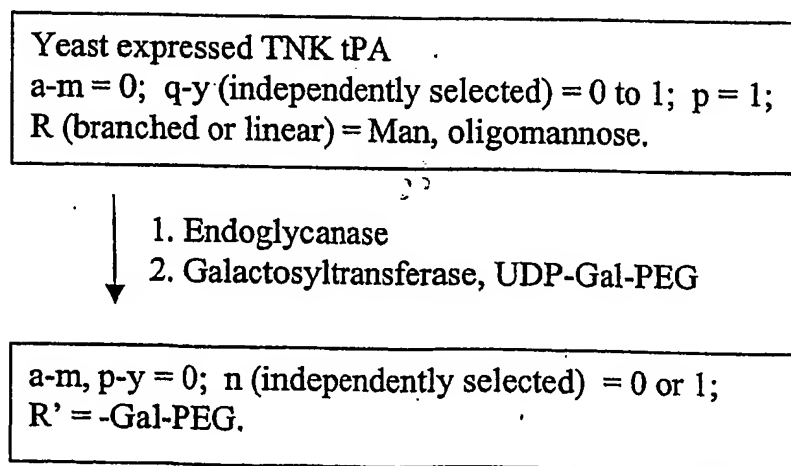 Yeast expressed TNK tPA
a-m = 0; q-y (independently selected) = 0 to 1; p = 1;
R (branched or linear) = Man, oligomannose.
1. Endoglycanase
2. Galactosyltransferase, UDP-Gal-PEG
a-m, p-y = 0; n (independently selected) = 0 or 1;
R' = -Gal-PEG.